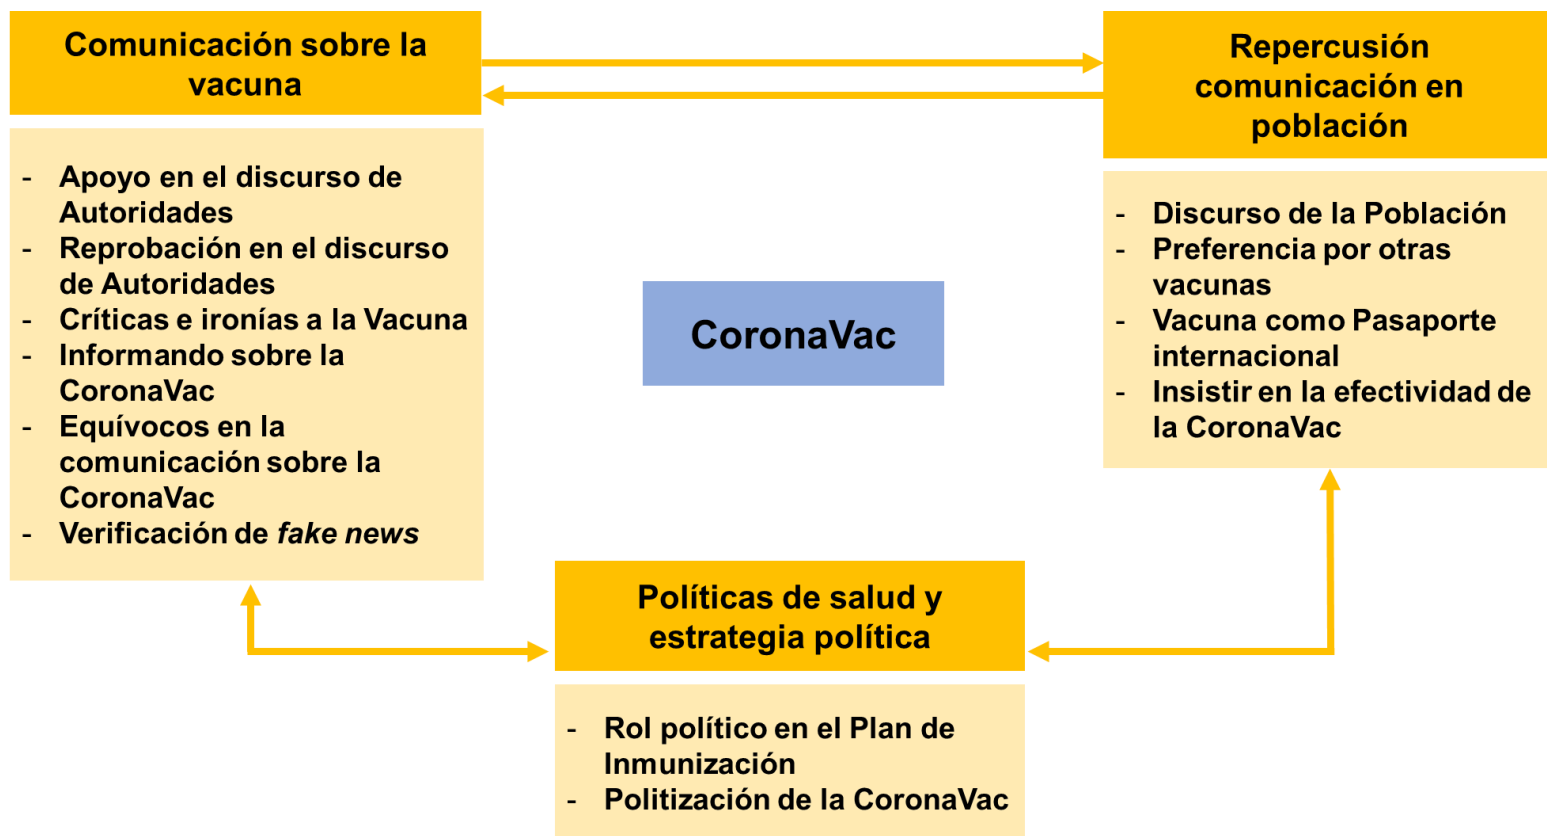 Comunicación sobre la
vacuna
- Apoyo en el discurso de
Autoridades
- Reprobación en el discurso
de Autoridades
- Críticas e ironías a la Vacuna
- Informando sobre la
CoronaVac
- Equívocos en la
comunicación sobre la
CoronaVac
- Verificación de fake news
Repercusión
comunicación en
población
- Discurso de la Población
- Preferencia por otras
vacunas
- Vacuna como Pasaporte
internacional
- Insistir en la efectividad de
la CoronaVac
CoronaVac
Políticas de salud y
estrategia política
- Rol político en el Plan de
Inmunización
- Politización de la CoronaVac